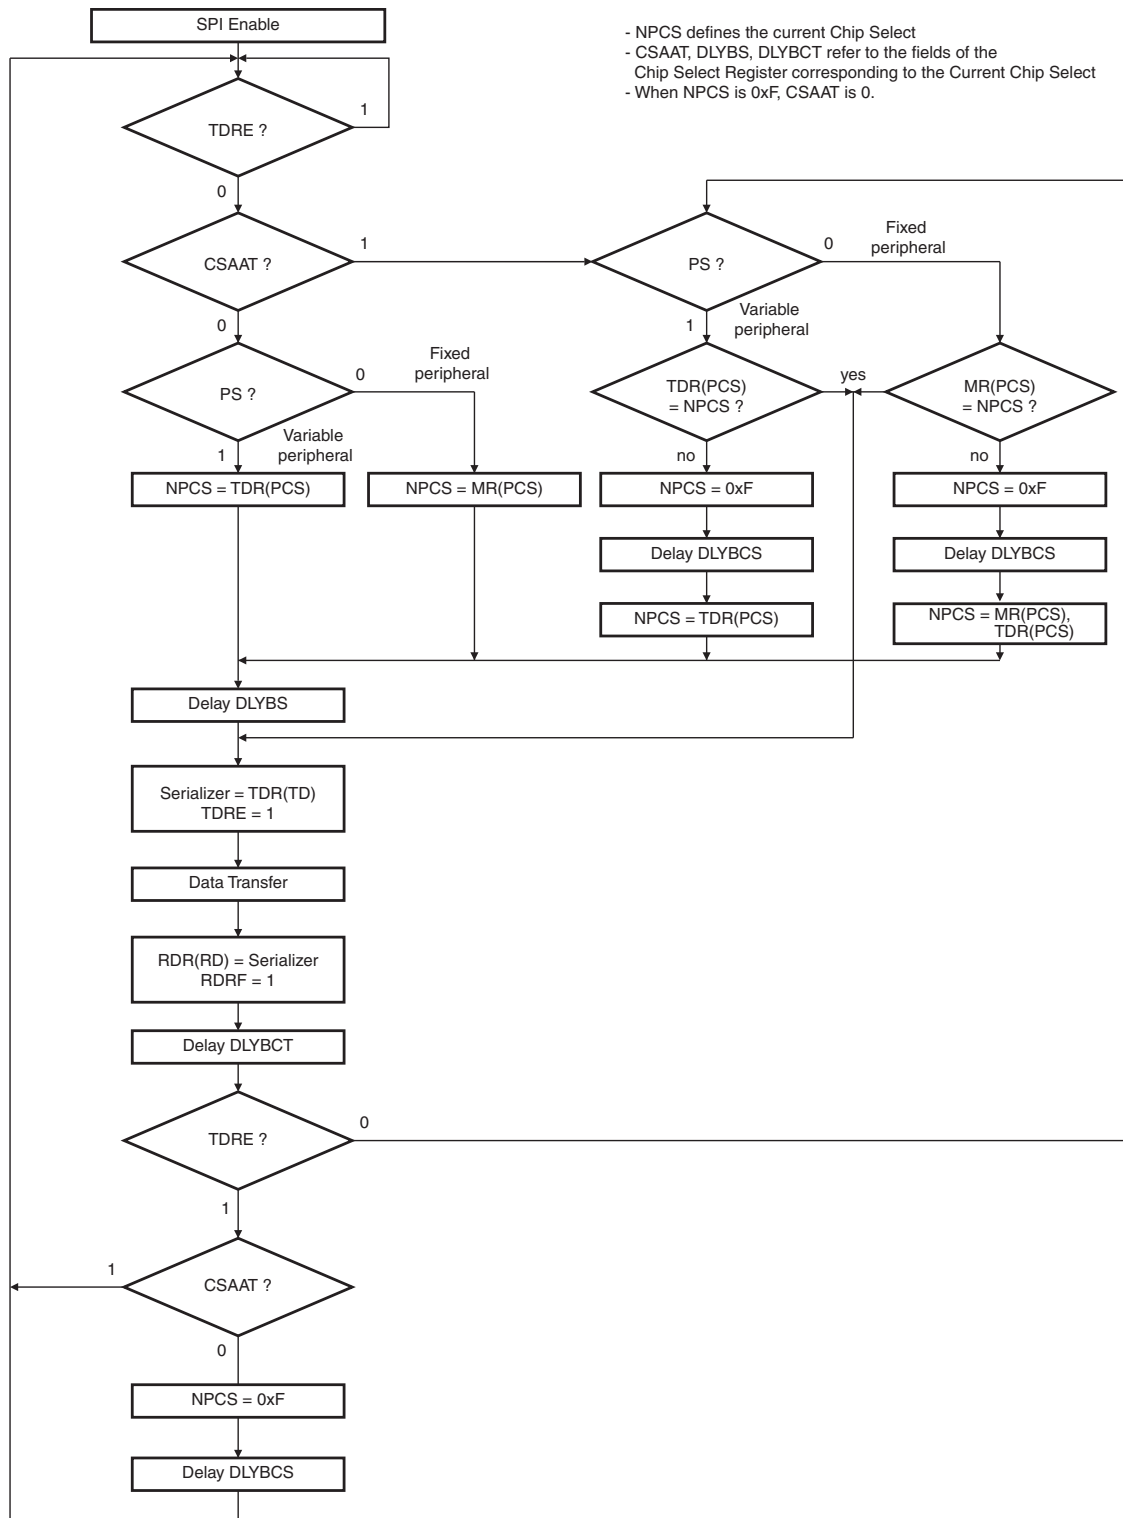 SPI Enable
- NPCS defines the current Chip Select
- CSAAT, DLYBS, DLYBCT refer to the fields of the
Chip Select Register corresponding to the Current Chip Select
- When NPCS is 0xF, CSAAT is 0.
TDRE ?
1
0
CSAAT ?
1
0
PS ?
0
Fixed
peripheral
1
Variable
peripheral
NPCS = TDR(PCS)
NPCS = MR(PCS)
PS ?
0
Fixed
peripheral
1
Variable
peripheral
TDR(PCS)
= NPCS ?
yes
MR(PCS)
= NPCS ?
no
no
NPCS = 0xF
NPCS = 0xF
Delay DLYBCS
Delay DLYBCS
NPCS = TDR(PCS)
NPCS = MR(PCS),
TDR(PCS)
Delay DLYBS
Serializer = TDR(TD)
TDRE = 1
Data Transfer
RDR(RD) = Serializer
RDRF = 1
Delay DLYBCT
TDRE ?
0
1
CSAAT ?
1
0
NPCS = 0xF
Delay DLYBCS